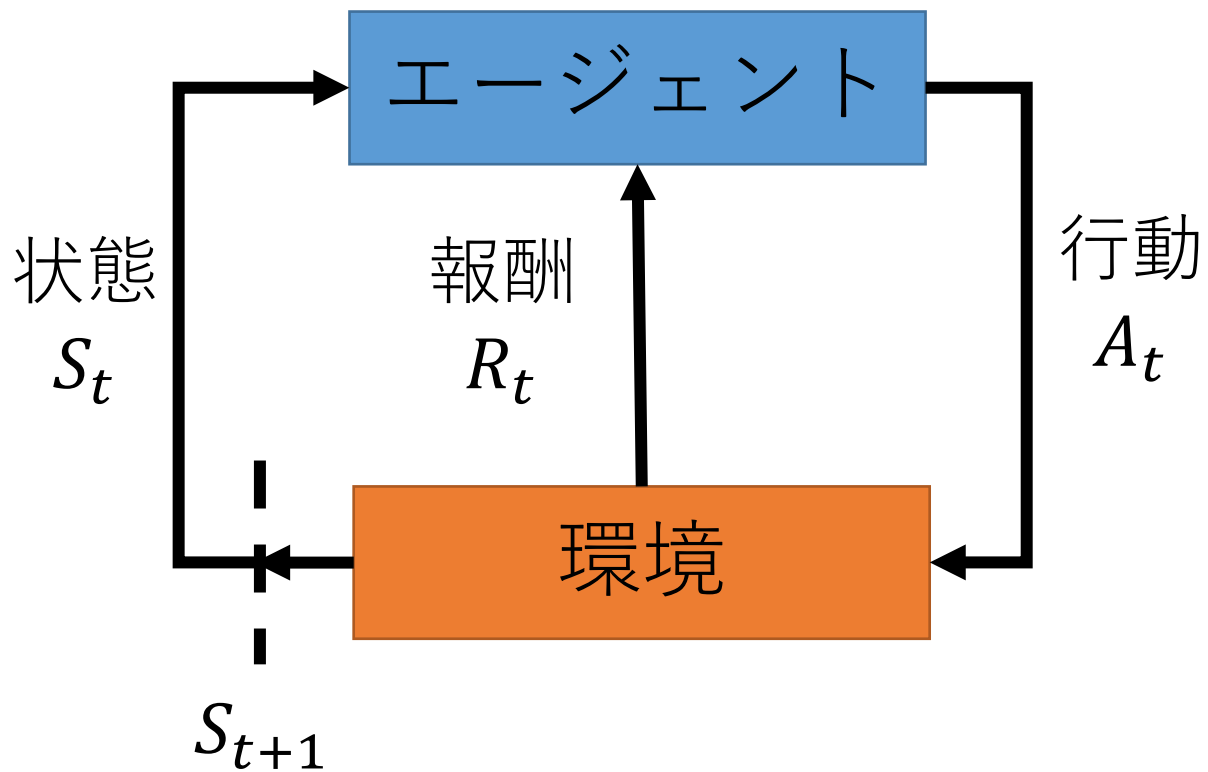 エージェント
状態
S_t
報酬
R_t
行動
A_t
環境
S_{t+1}